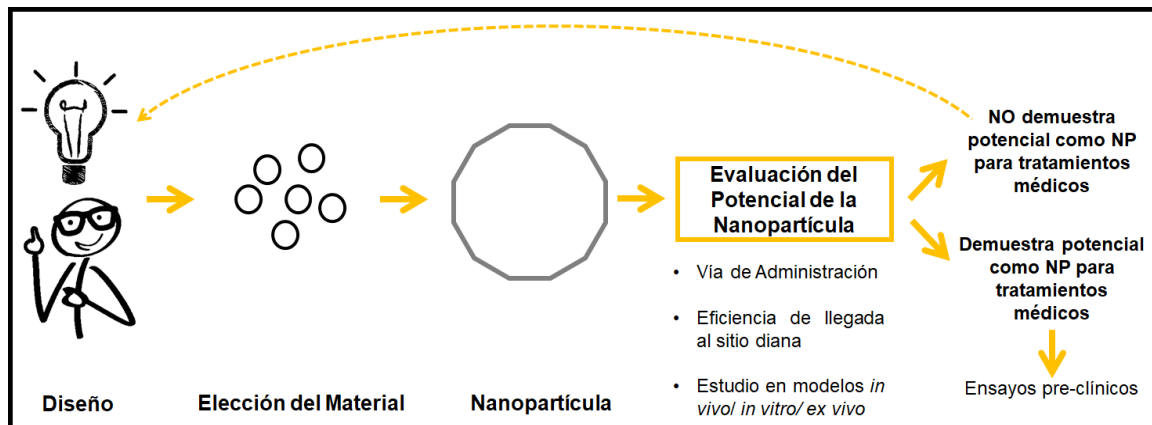 Diseño
Elección del Material
Nanopartícula
Evaluación del
Potencial de la
Nanopartícula
• Vía de Administración
• Eficiencia de llegada
al sitio diana
• Estudio en modelos in
vivo/ in vitro/ ex vivo
NO demuestra
potencial como NP
para tratamientos
médicos
Demuestra potencial
como NP para
tratamientos
médicos
Ensayos pre-clínicos